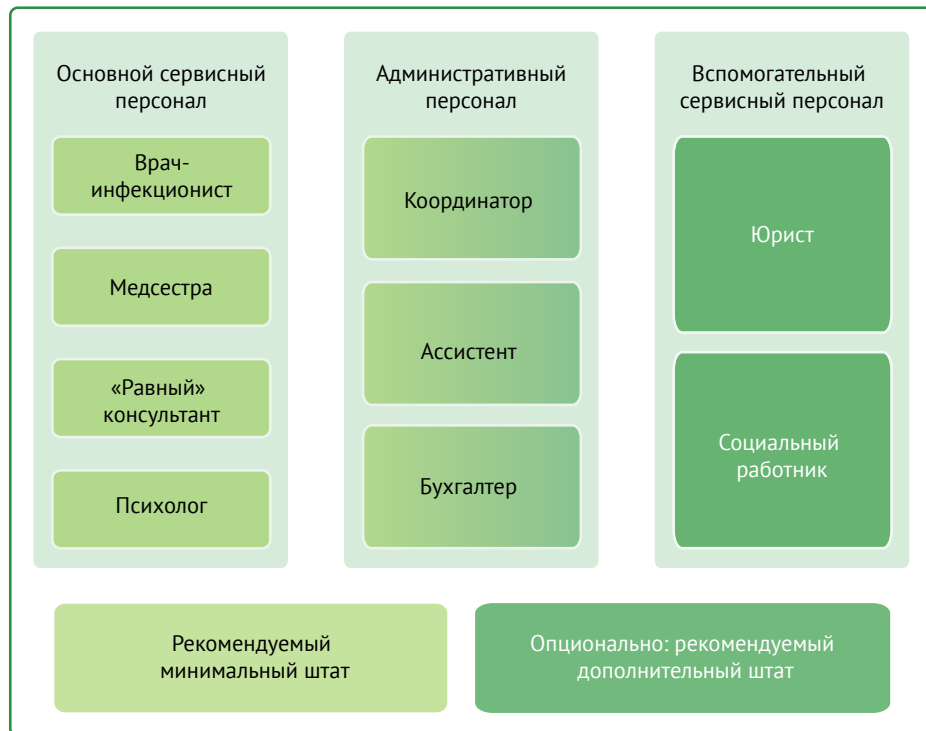 Основной сервисный
персонал
Врач-
инфекционист
Медсестра
«Равный»
консультант
Психолог
Административный
персонал
Координатор
Ассистент
Бухгалтер
Вспомогательный
сервисный персонал
Юрист
Социальный
работник
Рекомендуемый
минимальный штат
Опционально: рекомендуемый
дополнительный штат